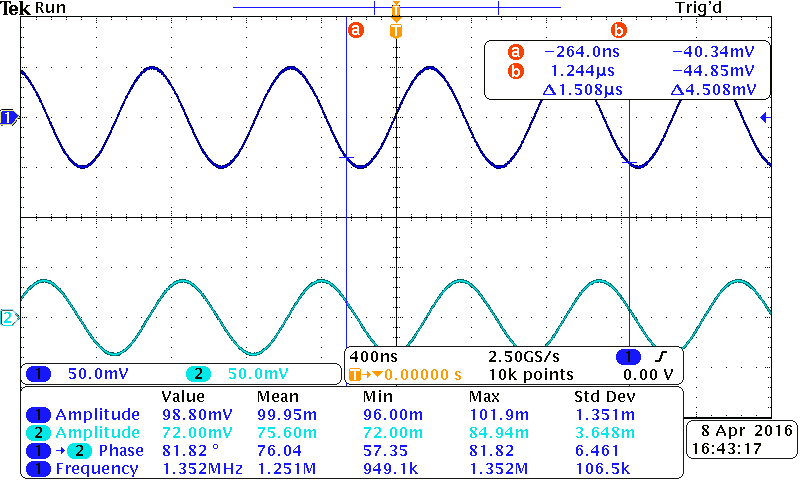 Tek Run T Trig'd
a T b
a −264.0ns −40.34mV
b 1.244µs −44.85mV
Δ1.508µs Δ4.508mV
1
2
1 50.0mV 2 50.0mV
400ns 2.50GS/s 1
T→▼0.00000 s 10k points 0.00 V
Value Mean Min Max Std Dev
1 Amplitude 98.80mV 99.95m 96.00m 101.9m 1.351m
2 Amplitude 72.00mV 75.60m 72.00m 84.94m 3.648m
1 → 2 Phase 81.82 ° 76.04 57.35 81.82 6.461
1 Frequency 1.352MHz 1.251M 949.1k 1.352M 106.5k
8 Apr 2016
16:43:17